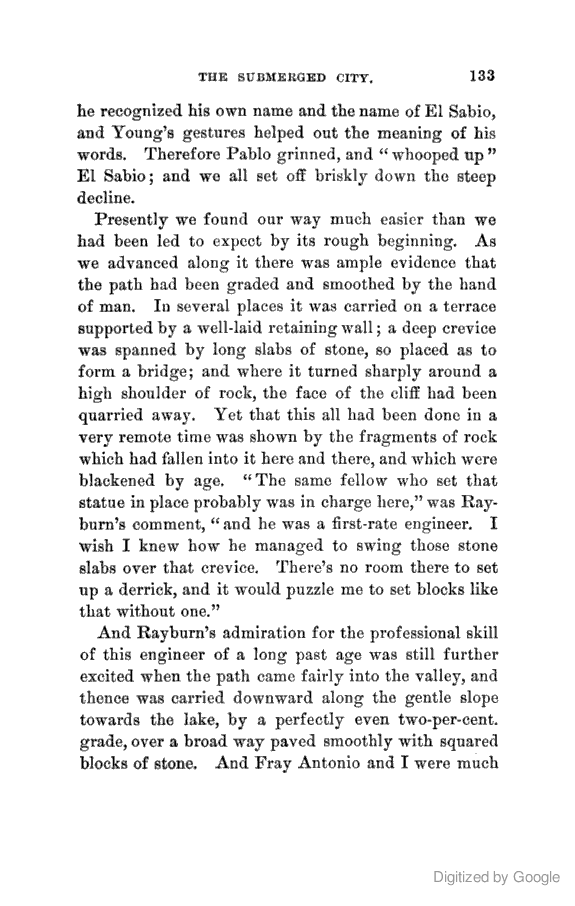 THE SUBMERGED CITY. 133
he recognized his own name and the name of El Sabio,
and Young's gestures helped out the meaning of his
words. Therefore Pablo grinned, and “whooped up”
El Sabio; and we all set off briskly down the steep
decline.
Presently we found our way much easier than we
had been led to expect by its rough beginning. As
we advanced along it there was ample evidence that
the path had been graded and smoothed by the hand
of man. In several places it was carried on a terrace
supported by a well-laid retaining wall; a deep crevice
was spanned by long slabs of stone, so placed as to
form a bridge; and where it turned sharply around a
high shoulder of rock, the face of the cliff had been
quarried away. Yet that this all had been done in a
very remote time was shown by the fragments of rock
which had fallen into it here and there, and which were
blackened by age. “The same fellow who set that
statue in place probably was in charge here,” was Ray-
burn's comment, “and he was a first-rate engineer. I
wish I knew how he managed to swing those stone
slabs over that crevice. There's no room there to set
up a derrick, and it would puzzle me to set blocks like
that without one.”
And Rayburn's admiration for the professional skill
of this engineer of a long past age was still further
excited when the path came fairly into the valley, and
thence was carried downward along the gentle slope
towards the lake, by a perfectly even two-per-cent.
grade, over a broad way paved smoothly with squared
blocks of stone. And Fray Antonio and I were much
Digitized by Google